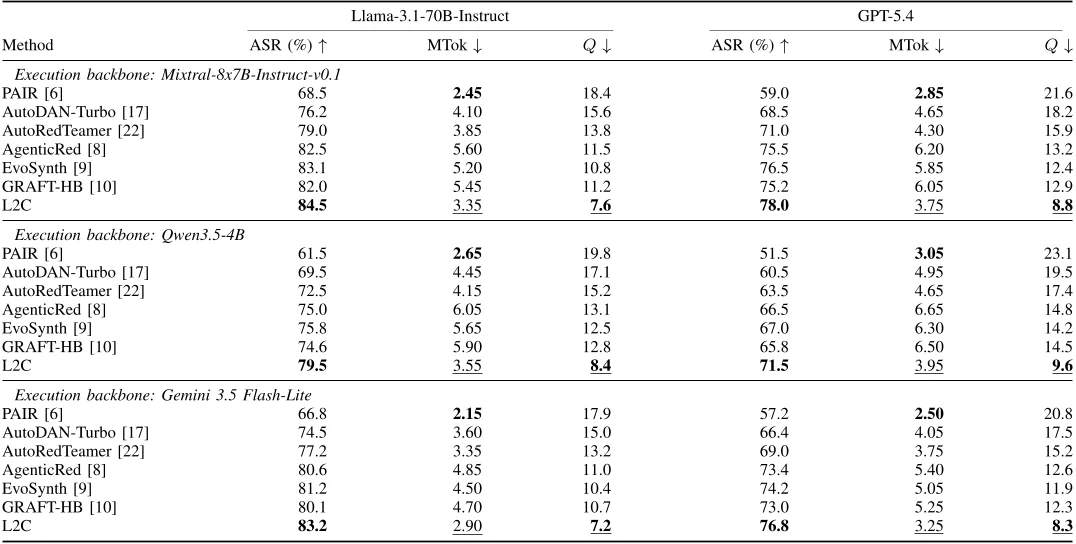 Llama-3.1-70B-Instruct GPT-5.4
Method ASR (%) ↑ MTok ↓ Q ↓ ASR (%) ↑ MTok ↓ Q ↓
Execution backbone: Mixtral-8x7B-Instruct-v0.1
PAIR [6] 68.5 2.45 18.4 59.0 2.85 21.6
AutoDAN-Turbo [17] 76.2 4.10 15.6 68.5 4.65 18.2
AutoRedTeamer [22] 79.0 3.85 13.8 71.0 4.30 15.9
AgenticRed [8] 82.5 5.60 11.5 75.5 6.20 13.2
EvoSynth [9] 83.1 5.20 10.8 76.5 5.85 12.4
GRAFT-HB [10] 82.0 5.45 11.2 75.2 6.05 12.9
L2C 84.5 3.35 7.6 78.0 3.75 8.8
Execution backbone: Qwen3.5-4B
PAIR [6] 61.5 2.65 19.8 51.5 3.05 23.1
AutoDAN-Turbo [17] 69.5 4.45 17.1 60.5 4.95 19.5
AutoRedTeamer [22] 72.5 4.15 15.2 63.5 4.65 17.4
AgenticRed [8] 75.0 6.05 13.1 66.5 6.65 14.8
EvoSynth [9] 75.8 5.65 12.5 67.0 6.30 14.2
GRAFT-HB [10] 74.6 5.90 12.8 65.8 6.50 14.5
L2C 79.5 3.55 8.4 71.5 3.95 9.6
Execution backbone: Gemini 3.5 Flash-Lite
PAIR [6] 66.8 2.15 17.9 57.2 2.50 20.8
AutoDAN-Turbo [17] 74.5 3.60 15.0 66.4 4.05 17.5
AutoRedTeamer [22] 77.2 3.35 13.2 69.0 3.75 15.2
AgenticRed [8] 80.6 4.85 11.0 73.4 5.40 12.6
EvoSynth [9] 81.2 4.50 10.4 74.2 5.05 11.9
GRAFT-HB [10] 80.1 4.70 10.7 73.0 5.25 12.3
L2C 83.2 2.90 7.2 76.8 3.25 8.3